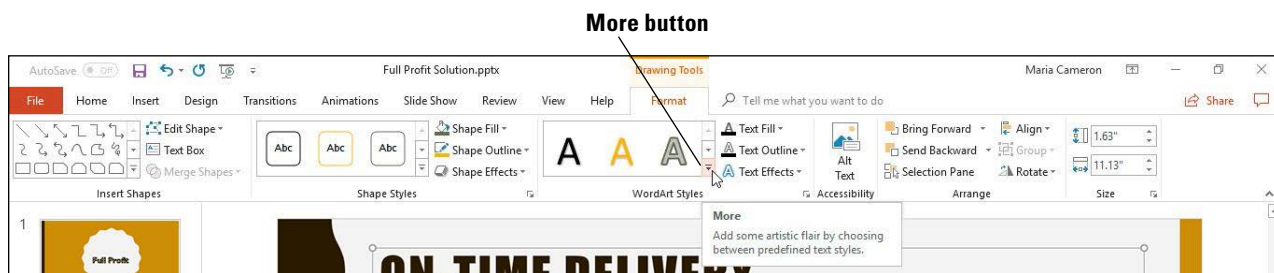 More button
AutoSave Off Full Profit Solution.pptx Drawing Tools Maria Cameron
File Home Insert Design Transitions Animations Slide Show Review View Help Format Tell me what you want to do Share
Edit Shape
Text Box
Merge Shapes
Insert Shapes
Abc Abc Abc
Shape Fill
Shape Outline
Shape Effects
Shape Styles
A A A
Text Fill
Text Outline
Text Effects
WordArt Styles
Alt
Text
Accessibility
Bring Forward
Send Backward
Selection Pane
Align
Group
Rotate
Arrange
1.63"
11.13"
Size
More
Add some artistic flair by choosing
between predefined text styles.
1
Full Profit
ON-TIME DELIVERY